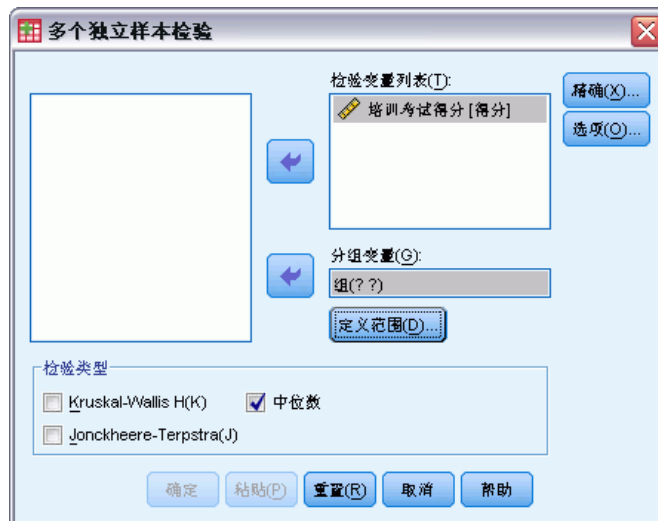 多个独立样本检验
检验变量列表(T):
培训考试得分 [得分]
精确(X)...
选项(O)...
分组变量(G):
组(? ?)
定义范围(D)...
检验类型
Kruskal-Wallis H(K)
中位数
Jonckheere-Terpstra(J)
确定
粘贴(P)
重置(R)
取消
帮助